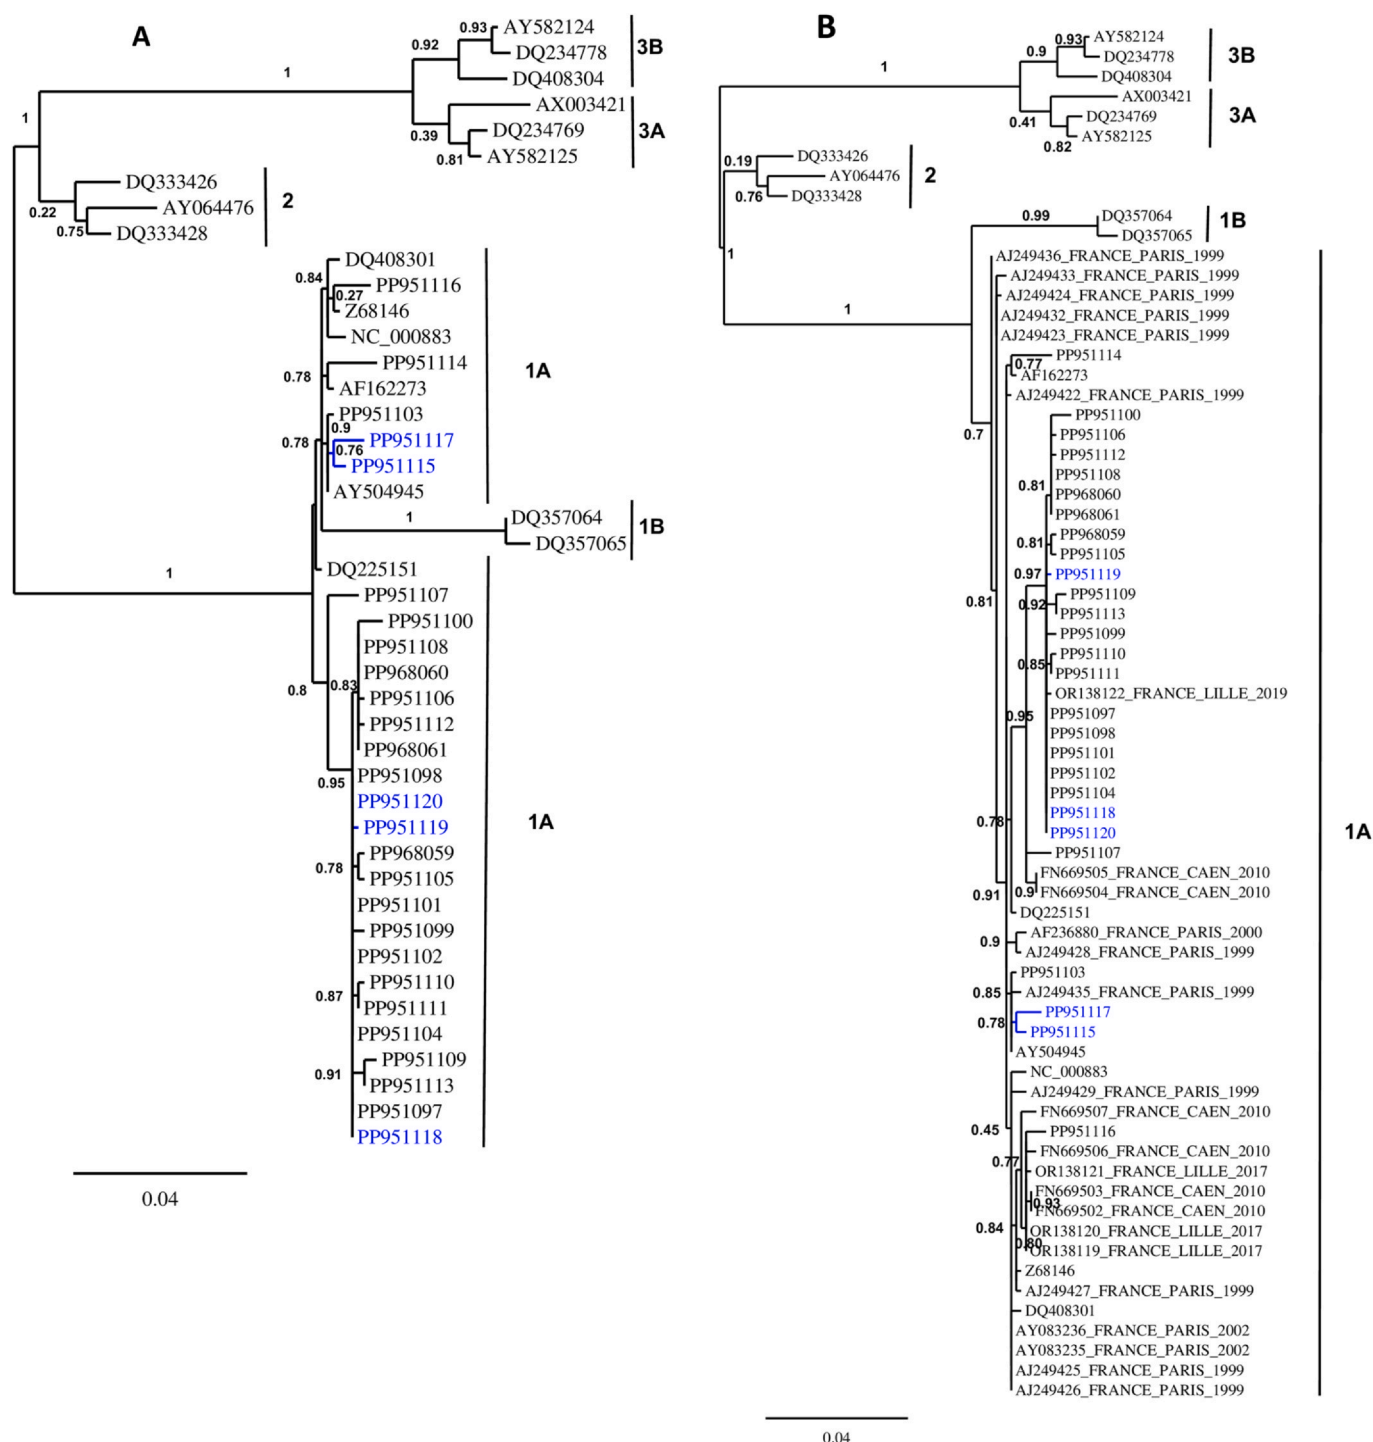 A
1
1
0.92
0.93
AY582124
DQ234778
DQ408304
3B
AX003421
0.39
DQ234769
0.81
AY582125
3A
DQ333426
0.22
AY064476
0.75
DQ333428
2
DQ408301
0.84
PP951116
0.27
Z68146
NC_000883
PP951114
0.78
AF162273
1A
PP951103
0.9
0.78
PP951117
0.76
PP951115
AY504945
1
DQ357064
DQ357065
1B
DQ225151
1
PP951107
PP951100
PP951108
PP968060
0.8
0.83
PP951106
PP951112
PP968061
0.95
PP951098
PP951120
PP951119
1A
PP968059
0.78
PP951105
PP951101
PP951099
PP951102
PP951110
0.87
PP951111
PP951104
PP951109
0.91
PP951113
PP951097
PP951118
0.04
B
1
0.9
0.93
AY582124
DQ234778
DQ408304
3B
AX003421
0.41
DQ234769
0.82
AY582125
3A
0.19
DQ333426
AY064476
0.76
DQ333428
2
0.99
DQ357064
DQ357065
1B
1
1
AJ249436_FRANCE_PARIS_1999
AJ249433_FRANCE_PARIS_1999
AJ249424_FRANCE_PARIS_1999
AJ249432_FRANCE_PARIS_1999
AJ249423_FRANCE_PARIS_1999
PP951114
0.77
AF162273
AJ249422_FRANCE_PARIS_1999
0.7
PP951100
PP951106
PP951112
PP951108
0.81
PP968060
PP968061
PP968059
0.81
PP951105
0.97
PP951119
0.81
PP951109
0.92
PP951113
PP951099
PP951110
0.85
PP951111
OR138122_FRANCE_LILLE_2019
0.95
PP951097
PP951098
PP951101
PP951102
PP951104
0.78
PP951118
PP951120
1A
PP951107
FN669505_FRANCE_CAEN_2010
0.91
0.9
FN669504_FRANCE_CAEN_2010
DQ225151
AF236880_FRANCE_PARIS_2000
0.9
AJ249428_FRANCE_PARIS_1999
PP951103
0.85
AJ249435_FRANCE_PARIS_1999
PP951117
0.78
PP951115
AY504945
NC_000883
AJ249429_FRANCE_PARIS_1999
FN669507_FRANCE_CAEN_2010
0.45
PP951116
FN669506_FRANCE_CAEN_2010
0.77
OR138121_FRANCE_LILLE_2017
FN669503_FRANCE_CAEN_2010
0.93
FN669502_FRANCE_CAEN_2010
0.84
OR138120_FRANCE_LILLE_2017
0.80
OR138119_FRANCE_LILLE_2017
Z68146
AJ249427_FRANCE_PARIS_1999
DQ408301
AY083236_FRANCE_PARIS_2002
AY083235_FRANCE_PARIS_2002
AJ249425_FRANCE_PARIS_1999
AJ249426_FRANCE_PARIS_1999
0.04